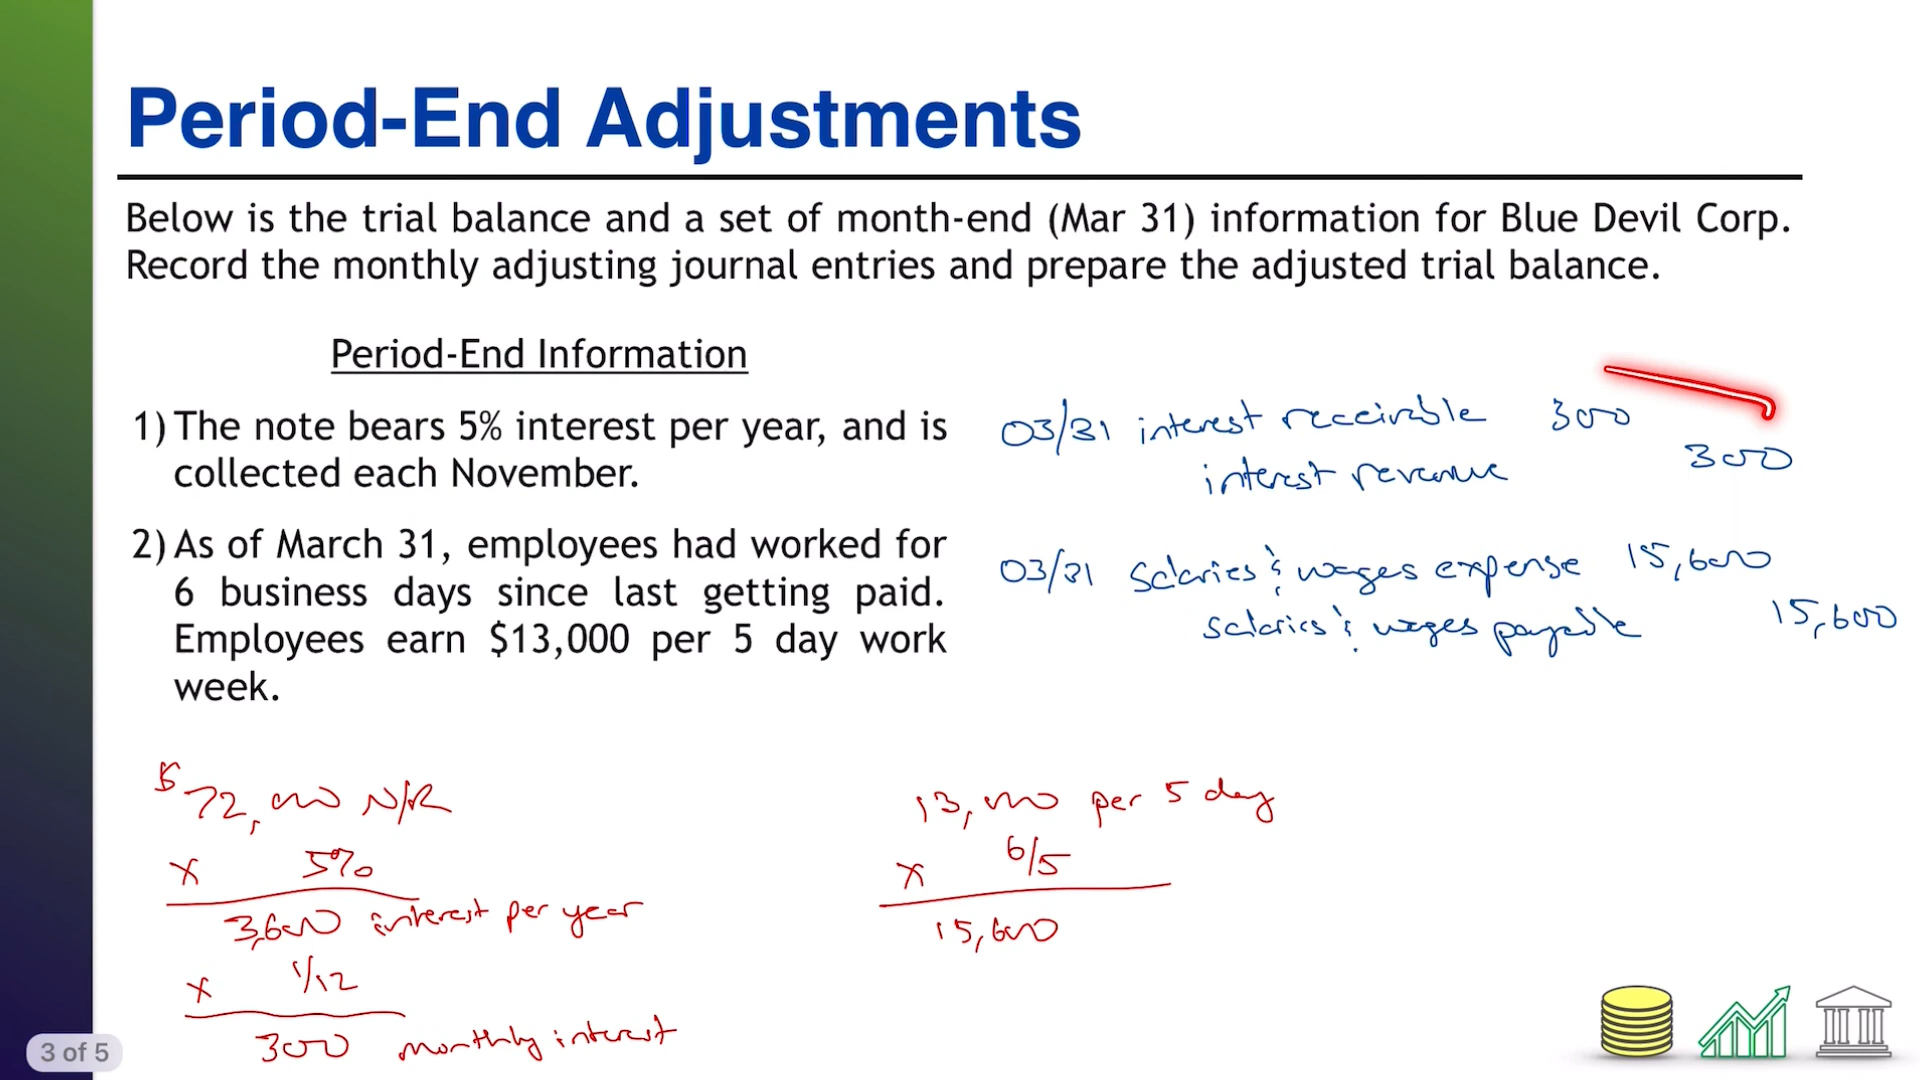 Period-End Adjustments
Below is the trial balance and a set of month-end (Mar 31) information for Blue Devil Corp.
Record the monthly adjusting journal entries and prepare the adjusted trial balance.
Period-End Information
1) The note bears 5% interest per year, and is
collected each November.
2) As of March 31, employees had worked for
6 business days since last getting paid.
Employees earn $13,000 per 5 day work
week.
03/31 interest receivable 300
interest revenue 300
03/31 salaries & wages expense 15,600
salaries & wages payable 15,600
$72,000 N/R
x 5%
3,600 interest per year
x 1/12
300 monthly interest
13,000 per 5 day
x 6/5
15,600
3 of 5